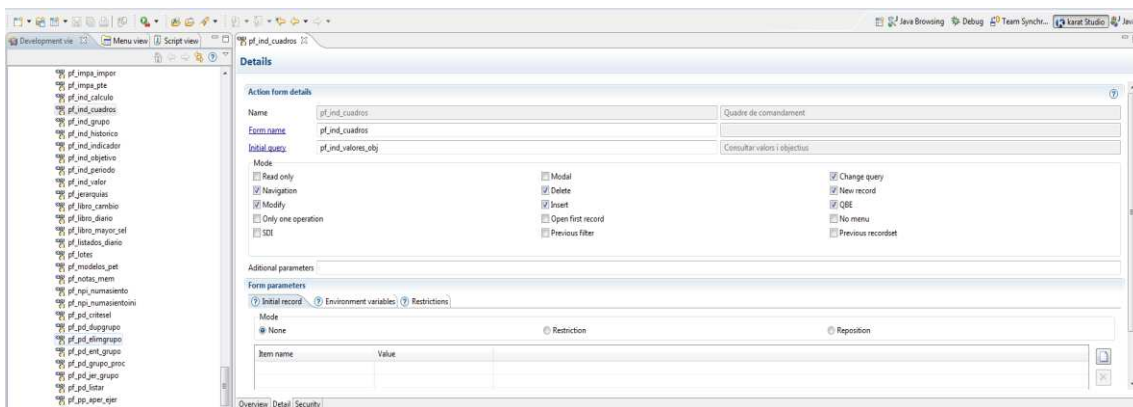 Java Browsing Debug Team Synchr... karat Studio Jav
Development vie Menu view Script view
pf_impa_impor
pf_impa_pte
pf_ind_calculo
pf_ind_cuadros
pf_ind_grupo
pf_ind_historico
pf_ind_indicador
pf_ind_objetivo
pf_ind_periodo
pf_ind_valor
pf_jerarquias
pf_libro_cambio
pf_libro_diario
pf_libro_mayor_sel
pf_listados_diario
pf_lotes
pf_modelos_pet
pf_notas_mem
pf_npi_numasiento
pf_npi_numasientoini
pf_pd_critesel
pf_pd_dupgrupo
pf_pd_elimgrupo
pf_pd_ent_grupo
pf_pd_grupo_proc
pf_pd_jer_grupo
pf_pd_listar
pf_pp_aper_ejer
pf_ind_cuadros
Details
Action form details
Name pf_ind_cuadros Quadre de comandament
Form name pf_ind_cuadros
Initial query pf_ind_valores_obj Consultar valors i objectius
Mode
Read only Modal Change query
Navigation Delete New record
Modify Insert QBE
Only one operation Open first record No menu
SDI Previous filter Previous recordset
Aditional parameters
Form parameters
Initial record Environment variables Restrictions
Mode
None Restriction Reposition
Item name Value
Overview Detail Security